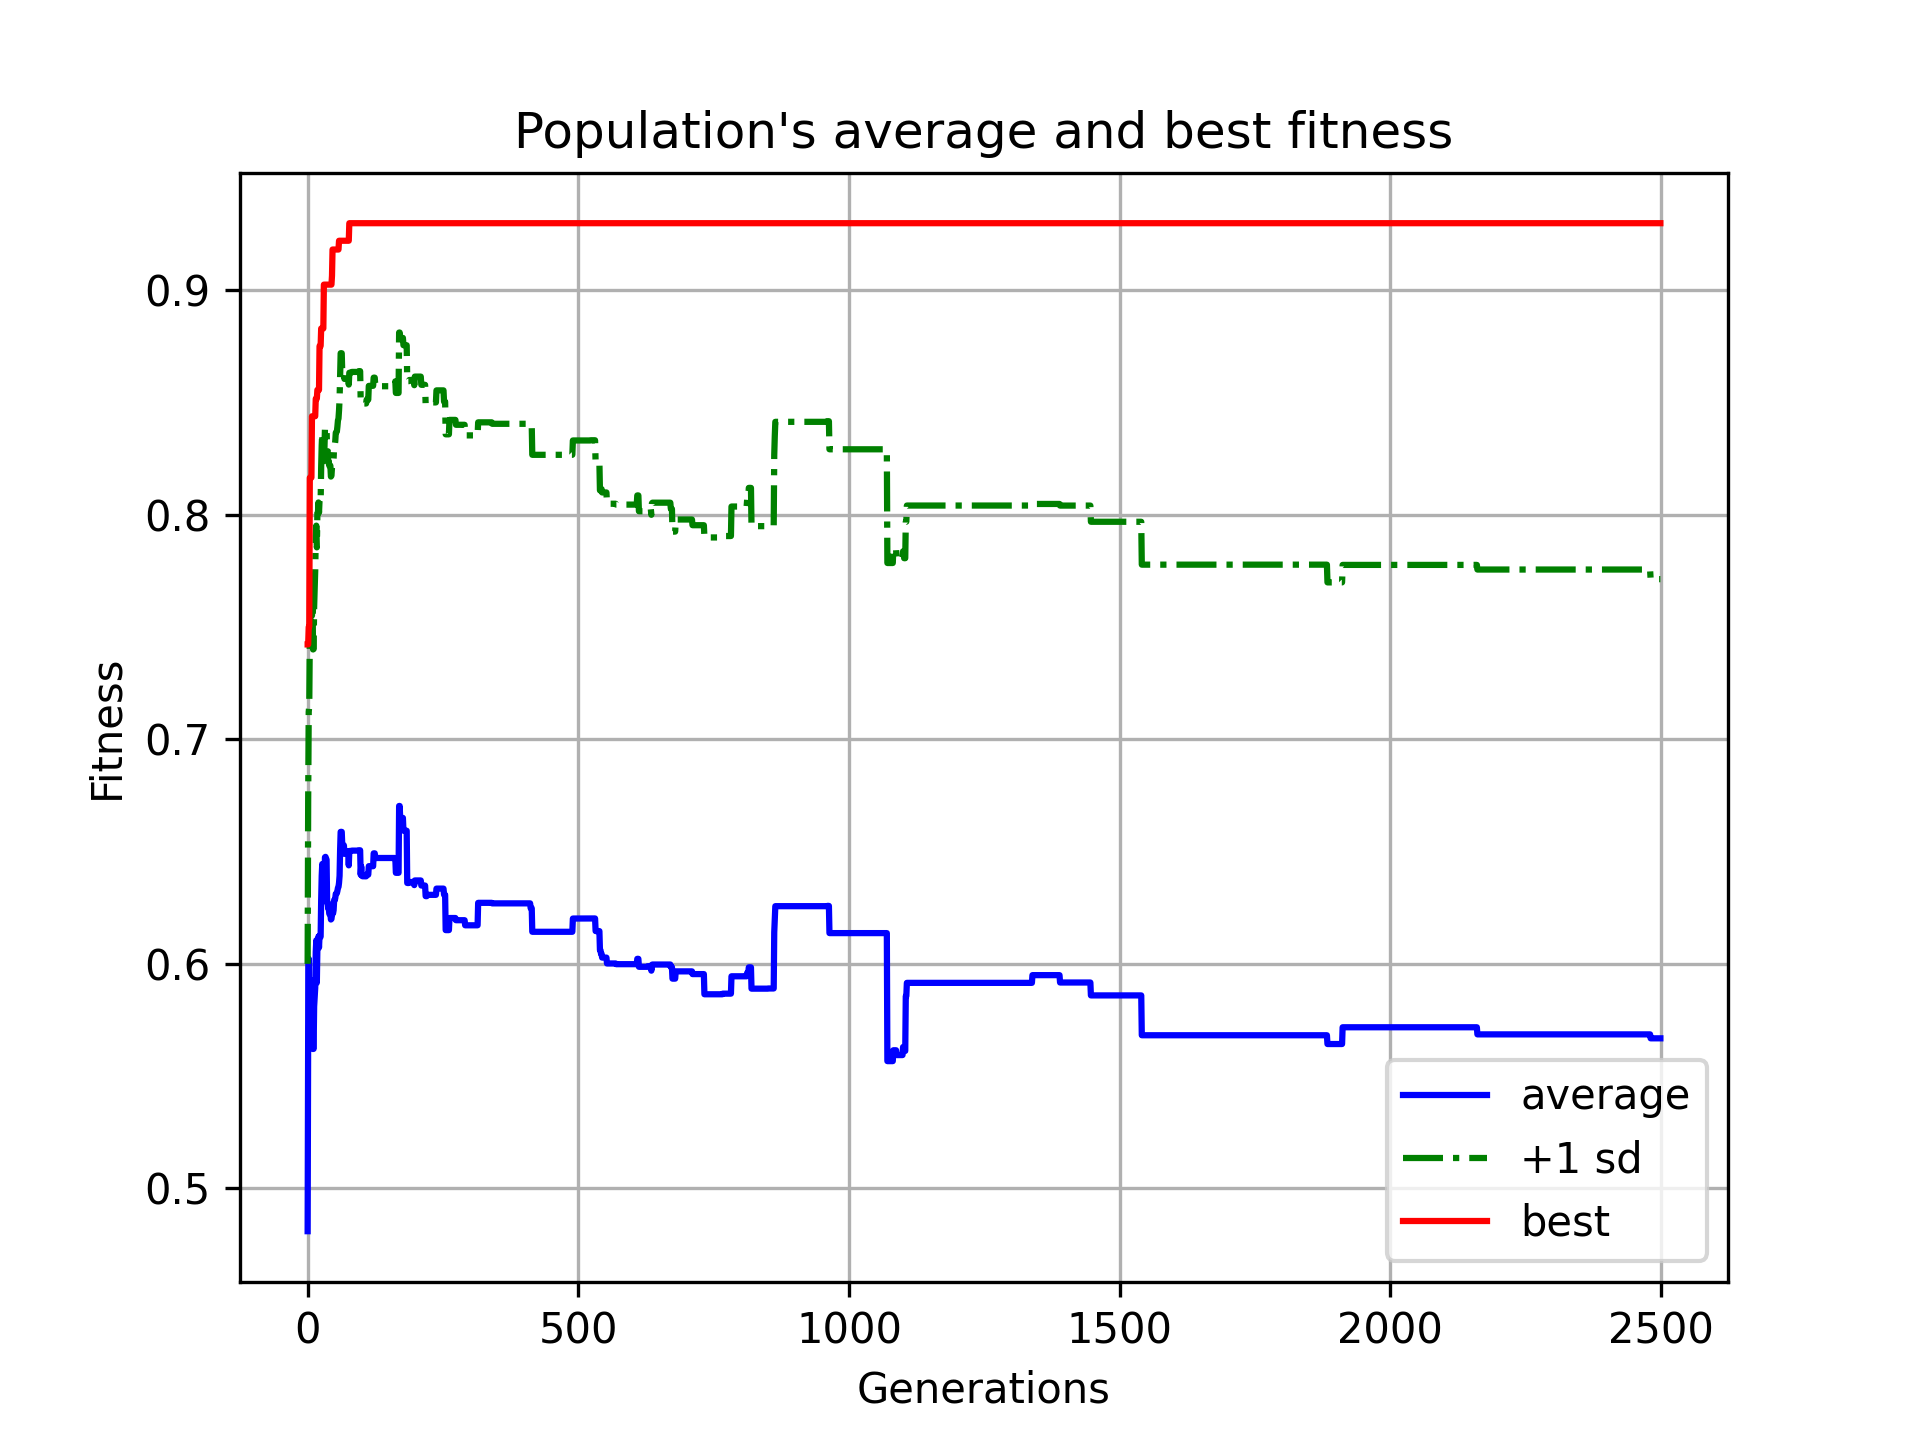 Population's average and best fitness
Fitness
0.9
0.8
0.7
0.6
0.5
0
500
1000
1500
2000
2500
Generations
average
+1 sd
best